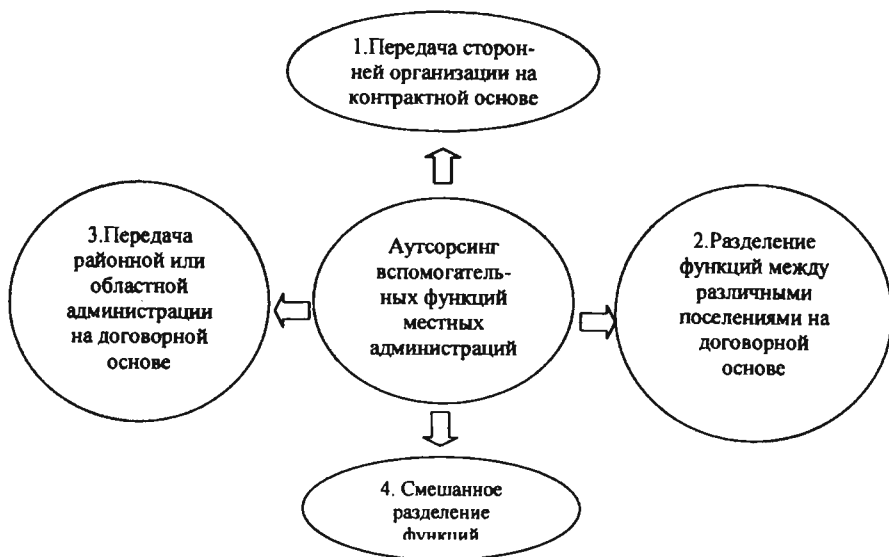 1.Передача сторон-
ней организации на
контрактной основе
3.Передача
районной или
областной
администрации
на договорной
основе
Аутсорсинг
вспомогатель-
ных функций
местных
администраций
2.Разделение
функций между
различными
поселениями на
договорной
основе
4. Смешанное
разделение
функций